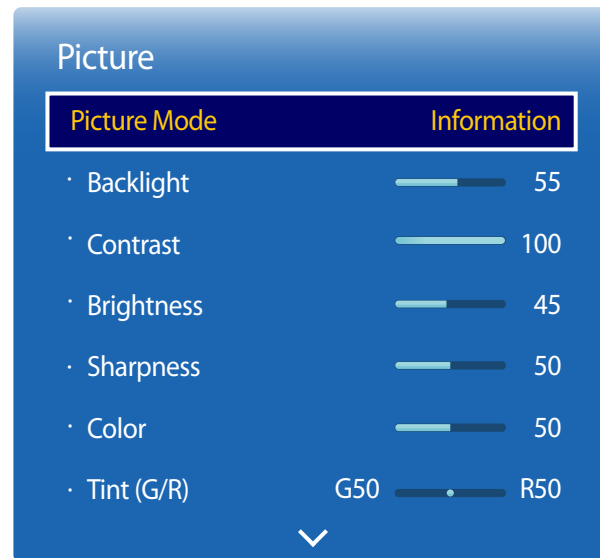 Picture
Picture Mode Information
· Backlight 55
· Contrast 100
· Brightness 45
· Sharpness 50
· Color 50
· Tint (G/R) G50 R50